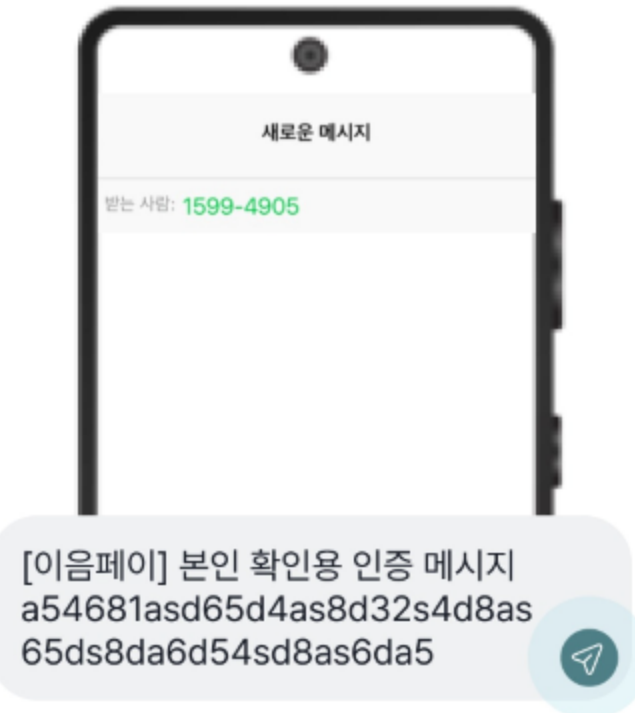 새로운 메시지
받는 사람: 1599-4905
[이음페이] 본인 확인용 인증 메시지
a54681asd65d4as8d32s4d8as
65ds8da6d54sd8as6da5